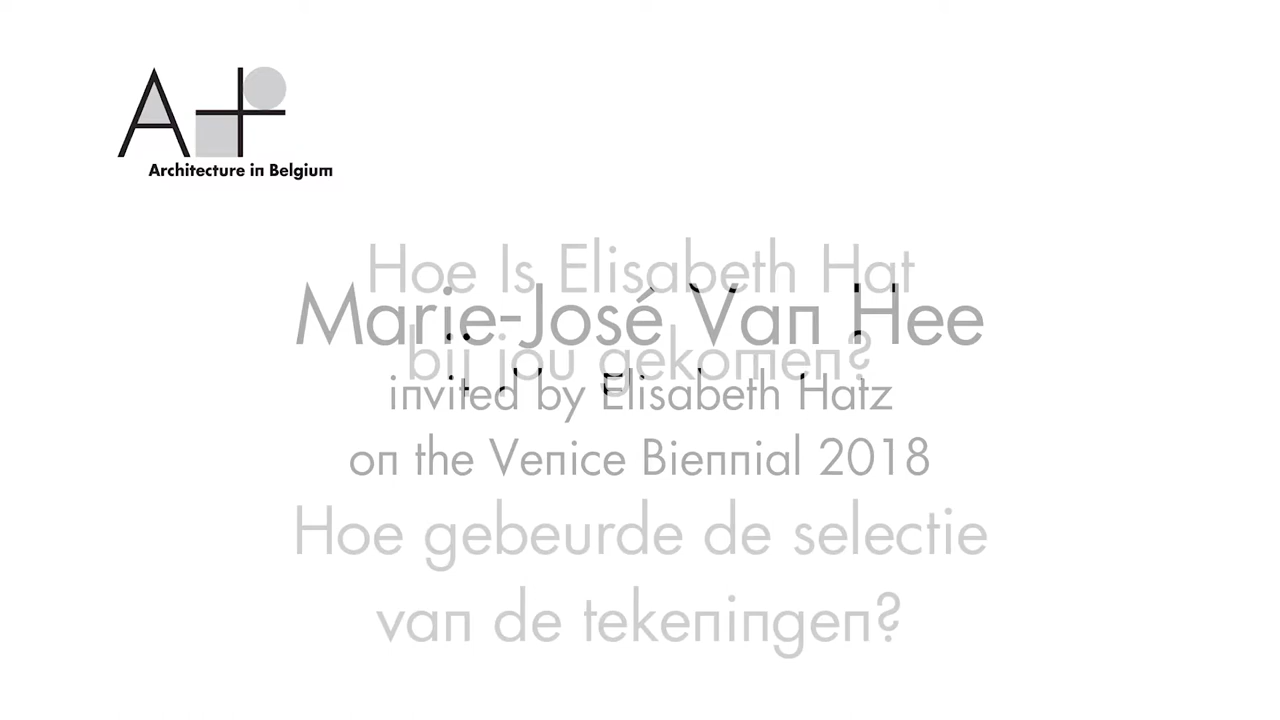 A+
Architecture in Belgium
Hoe Is Elisabeth Hat
Marie-José Van Hee
bij jou gekomen?
invited by Elisabeth Hatz
on the Venice Biennial 2018
Hoe gebeurde de selectie
van de tekeningen?